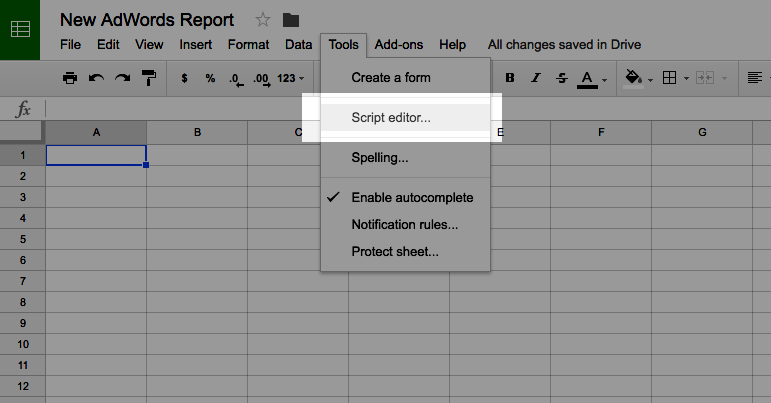 New AdWords Report
File Edit View Insert Format Data Tools Add-ons Help All changes saved in Drive
$ % .0 .00 123 B I S A
fx
Create a form
Script editor...
Spelling...
Enable autocomplete
Notification rules...
Protect sheet...
A B C E F G
1
2
3
4
5
6
7
8
9
10
11
12